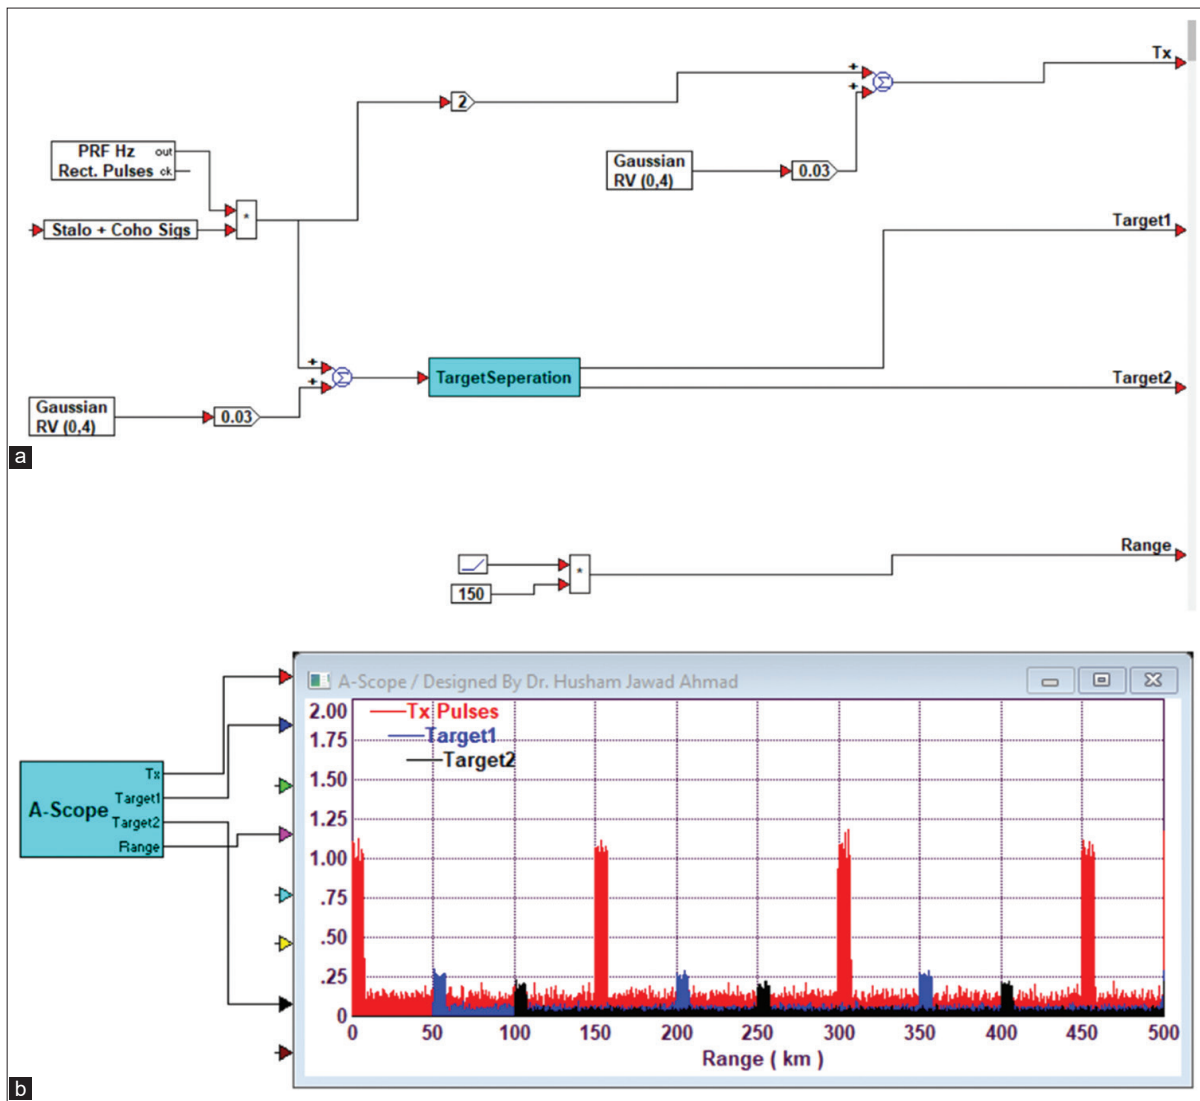 Tx
+
2
+
PRF Hz out
Rect. Pulses ck
Gaussian
RV (0,4)
0.03
*
Stalo + Coho Sigs
Target1
+
Σ
+
Σ
TargetSeperation
Target2
Gaussian
RV (0,4)
0.03
a
Range
*
150
A-Scope / Designed By Dr. Husham Jawad Ahmad
2.00
Tx Pulses
1.75
Target1
Target2
1.50
1.25
1.00
.75
.50
.25
0
0 50 100 150 200 250 300 350 400 450 500
Range ( km )
A-Scope
Tx
Target1
Target2
Range
b